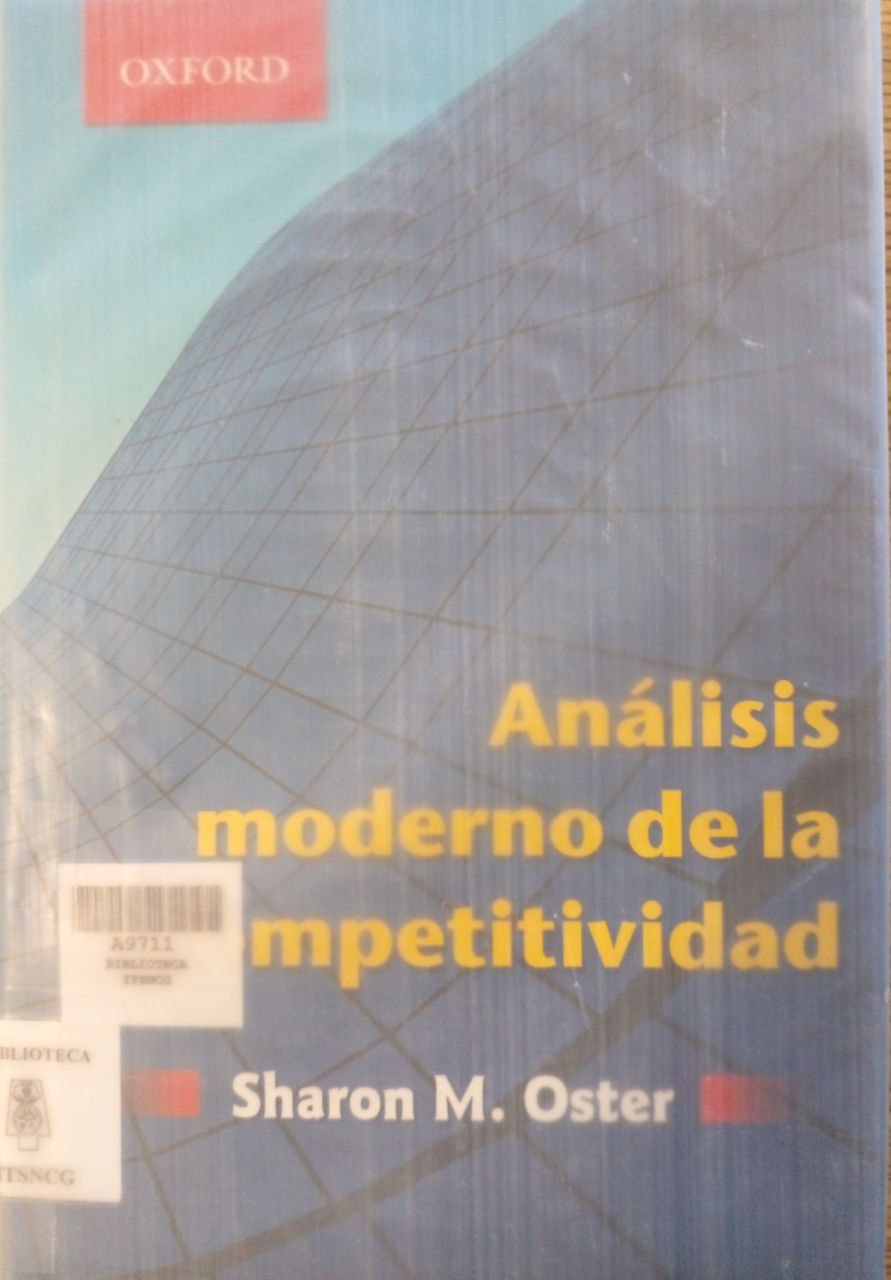 OXFORD
Análisis
moderno de la
mpetitividad
A9711
BIBLIOTECA
ITSNCG
BLIOTECA
ITSNCG
Sharon M. Oster